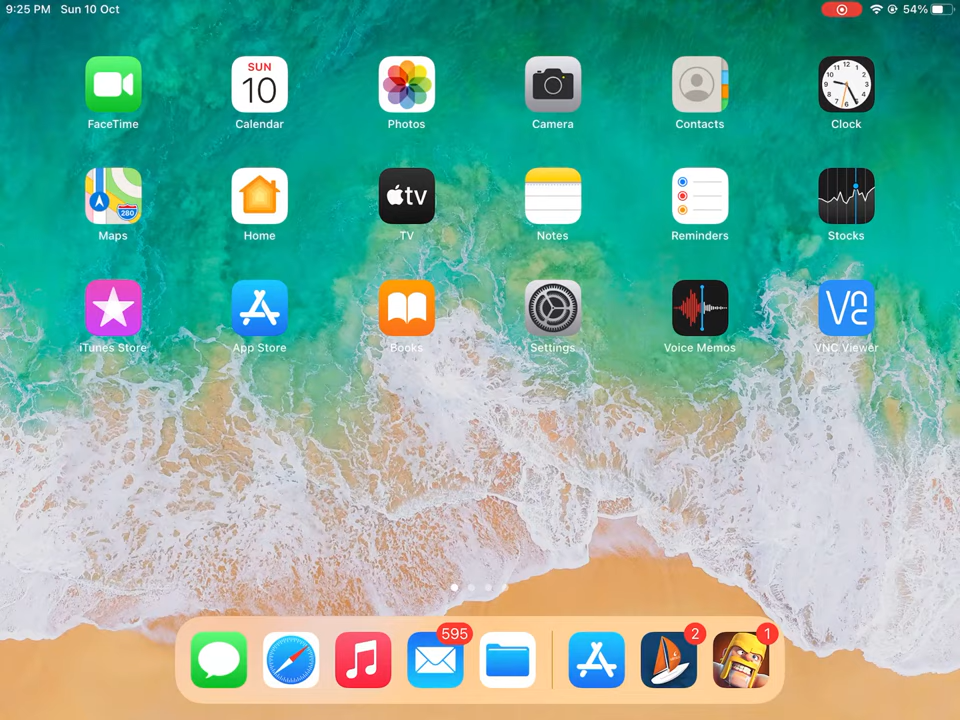 9:25 PM Sun 10 Oct
54%
SUN
10
FaceTime
Calendar
Photos
Camera
Contacts
Clock
tv
280
Maps
Home
TV
Notes
Reminders
Stocks
VNC
iTunes Store
App Store
Books
Settings
Voice Memos
VNC Viewer
595
2
1